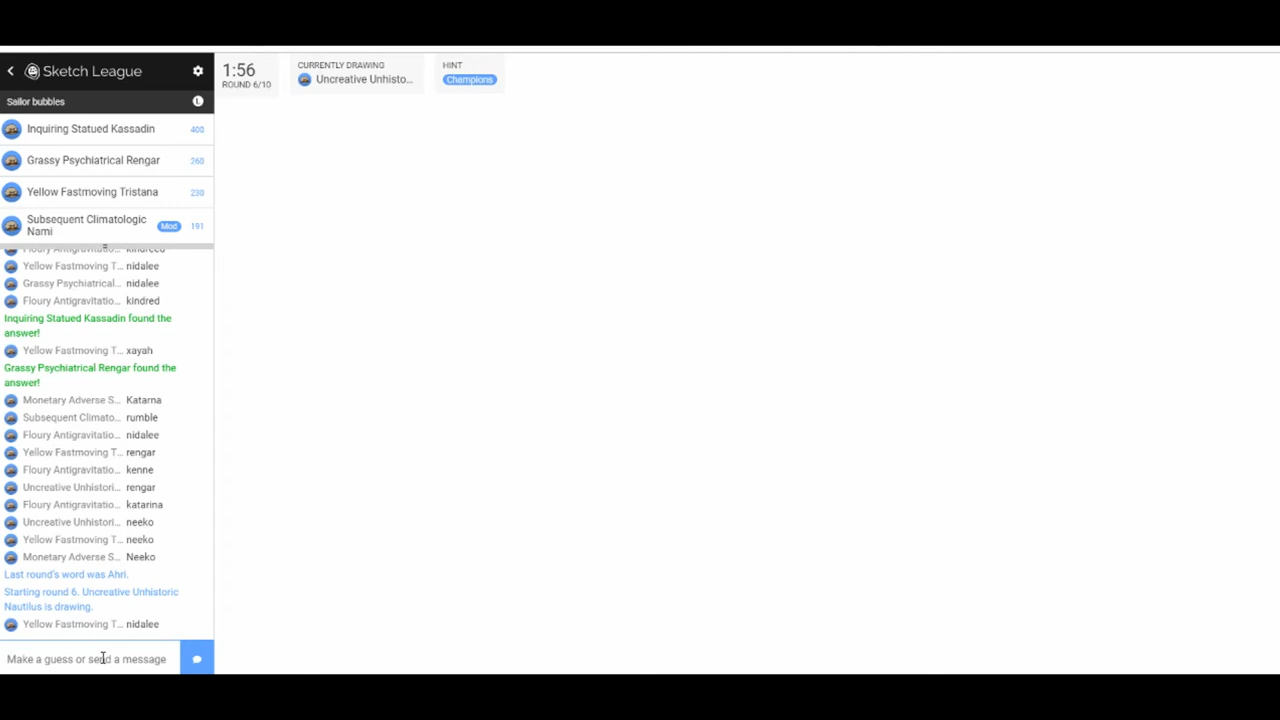 Sketch League
Sailor bubbles
L
Inquiring Statued Kassadin 400
Grassy Psychiatrical Rengar 260
Yellow Fastmoving Tristana 230
Subsequent Climatologic
Nami Mod 191
Yellow Fastmoving T... nidalee
Grassy Psychiatrical... nidalee
Floury Antigravitatio... kindred
Inquiring Statued Kassadin found the
answer!
Yellow Fastmoving T... xayah
Grassy Psychiatrical Rengar found the
answer!
Monetary Adverse S... Katarna
Subsequent Climato... rumble
Floury Antigravitatio... nidalee
Yellow Fastmoving T... rengar
Floury Antigravitatio... kenne
Uncreative Unhistori... rengar
Floury Antigravitatio... katarina
Uncreative Unhistori... neeko
Yellow Fastmoving T... neeko
Monetary Adverse S... Neeko
Last round's word was Ahri.
Starting round 6. Uncreative Unhistoric
Nautilus is drawing.
Yellow Fastmoving T... nidalee
Make a guess or send a message
1:56
ROUND 6/10
CURRENTLY DRAWING
Uncreative Unhisto...
HINT
Champions